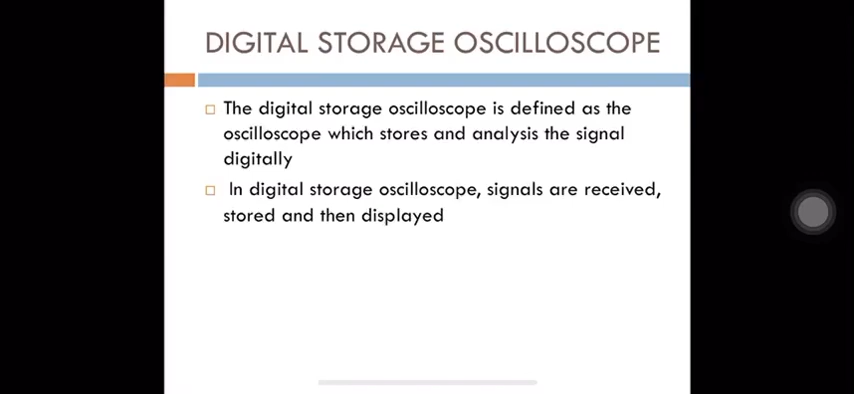 DIGITAL STORAGE OSCILLOSCOPE
The digital storage oscilloscope is defined as the
oscilloscope which stores and analysis the signal
digitally
In digital storage oscilloscope, signals are received,
stored and then displayed